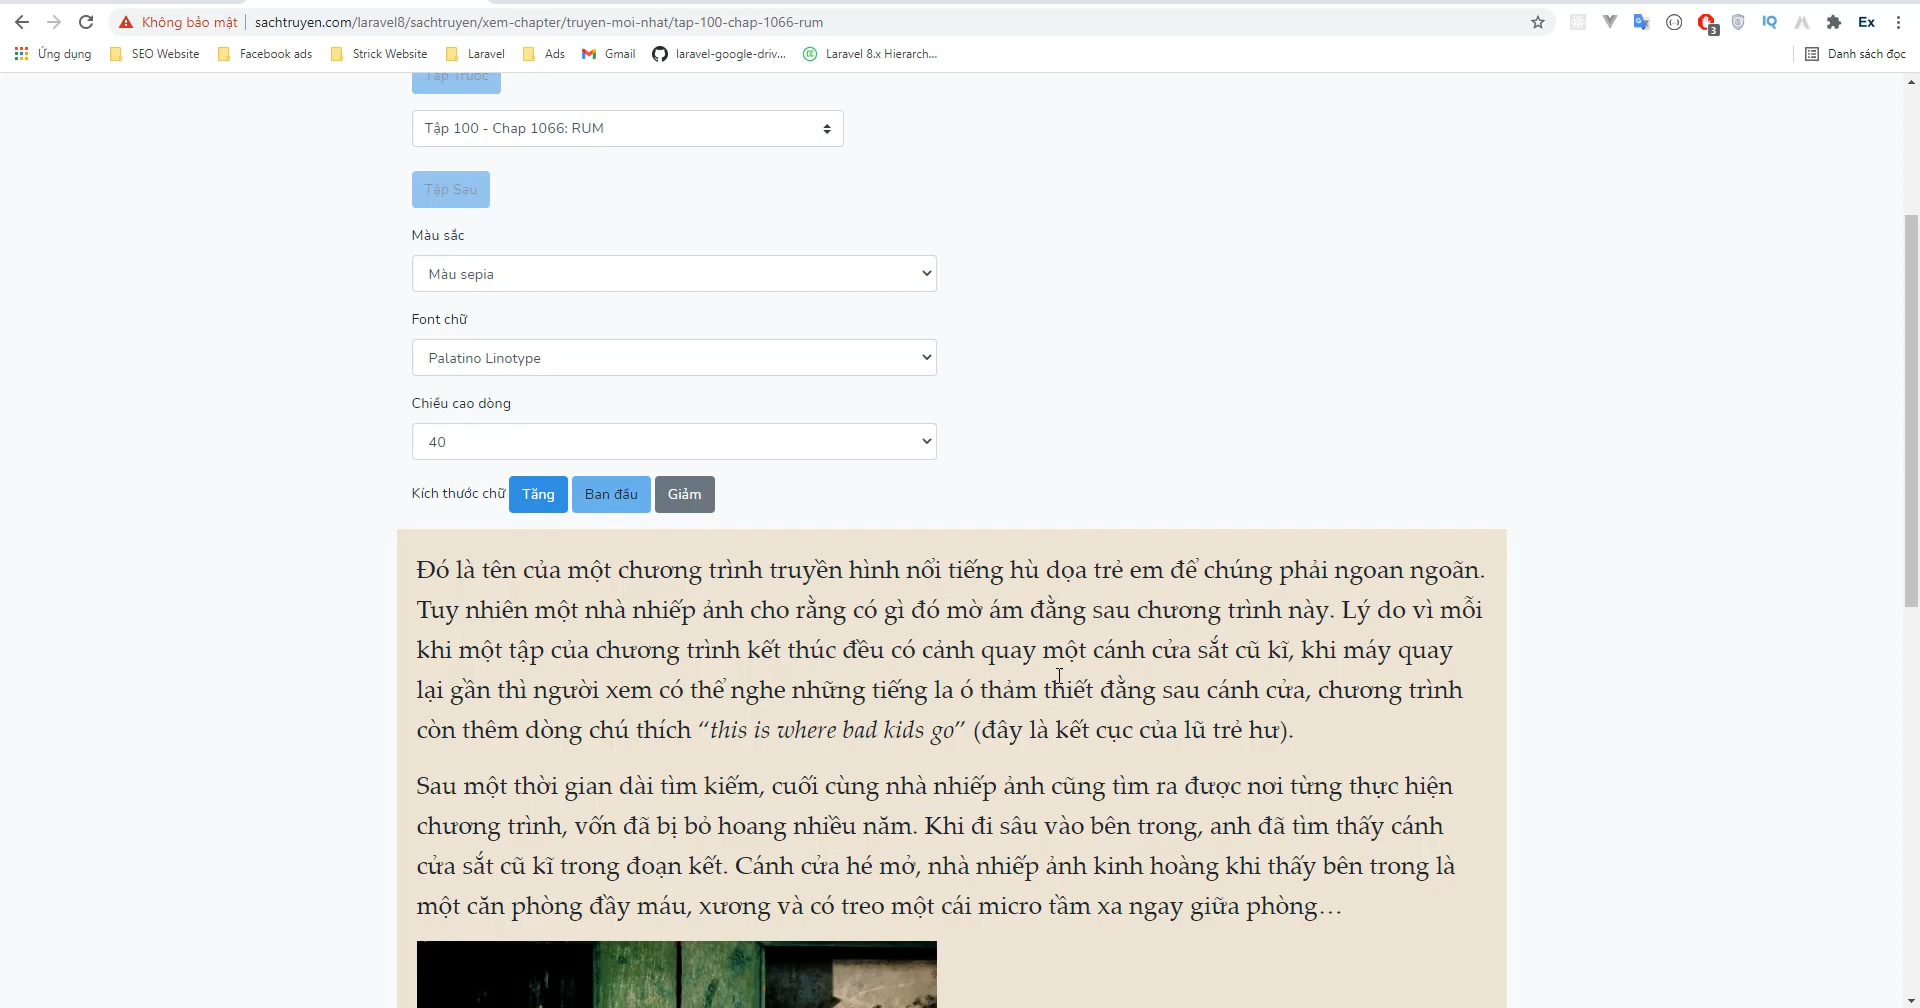 Không bảo mật
sachtruyen.com/laravel8/sachtruyen/xem-chapter/truyen-moi-nhat/tap-100-chap-1066-rum
3
IQ
Ex
Ứng dụng
SEO Website
Facebook ads
Strick Website
Laravel
Ads
Gmail
laravel-google-driv...
Laravel 8.x Hierarch...
Danh sách đọc
Tập Trước
Tập 100 - Chap 1066: RUM
Tập Sau
Màu sắc
Màu sepia
Font chữ
Palatino Linotype
Chiều cao dòng
40
Kích thước chữ Tăng Ban đầu Giảm
Đó là tên của một chương trình truyền hình nổi tiếng hù dọa trẻ em để chúng phải ngoan ngoãn.
Tuy nhiên một nhà nhiếp ảnh cho rằng có gì đó mờ ám đằng sau chương trình này. Lý do vì mỗi
khi một tập của chương trình kết thúc đều có cảnh quay một cánh cửa sắt cũ kĩ, khi máy quay
lại gần thì người xem có thể nghe những tiếng la ó thảm thiết đằng sau cánh cửa, chương trình
còn thêm dòng chú thích “this is where bad kids go” (đây là kết cục của lũ trẻ hư).
Sau một thời gian dài tìm kiếm, cuối cùng nhà nhiếp ảnh cũng tìm ra được nơi từng thực hiện
chương trình, vốn đã bị bỏ hoang nhiều năm. Khi đi sâu vào bên trong, anh đã tìm thấy cánh
cửa sắt cũ kĩ trong đoạn kết. Cánh cửa hé mở, nhà nhiếp ảnh kinh hoàng khi thấy bên trong là
một căn phòng đầy máu, xương và có treo một cái micro tầm xa ngay giữa phòng…